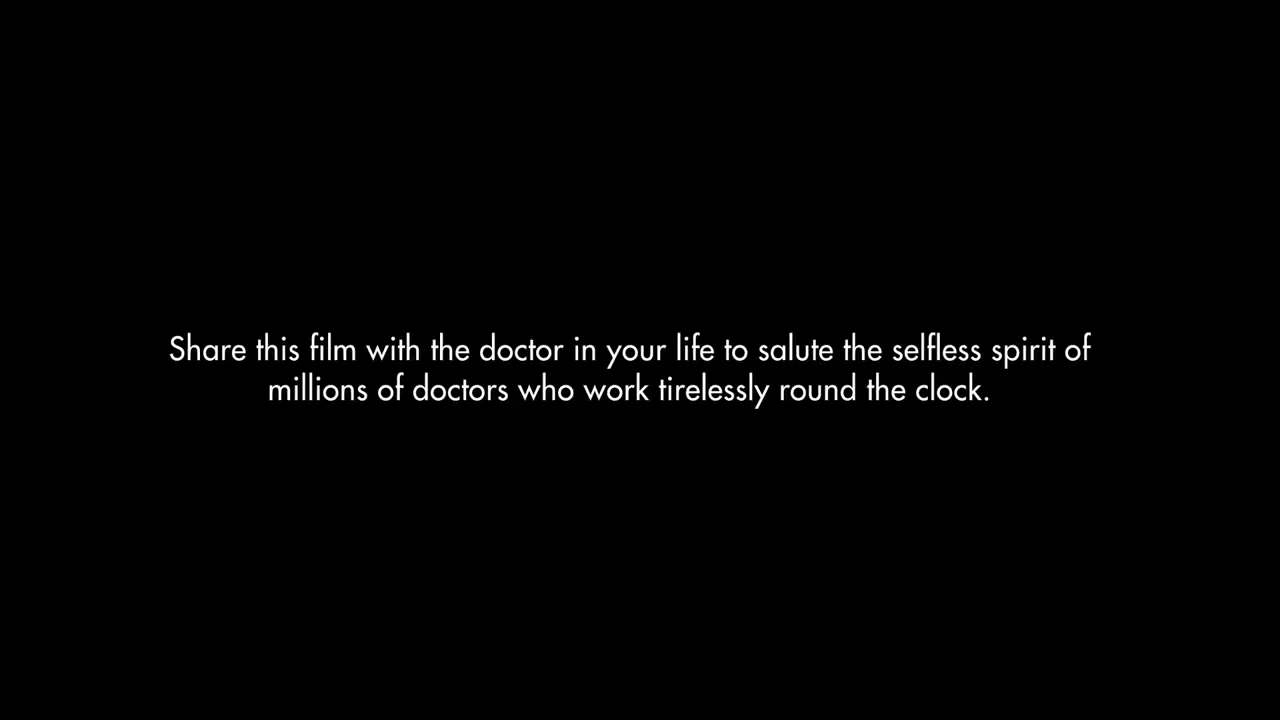 Share this film with the doctor in your life to salute the selfless spirit of
millions of doctors who work tirelessly round the clock.